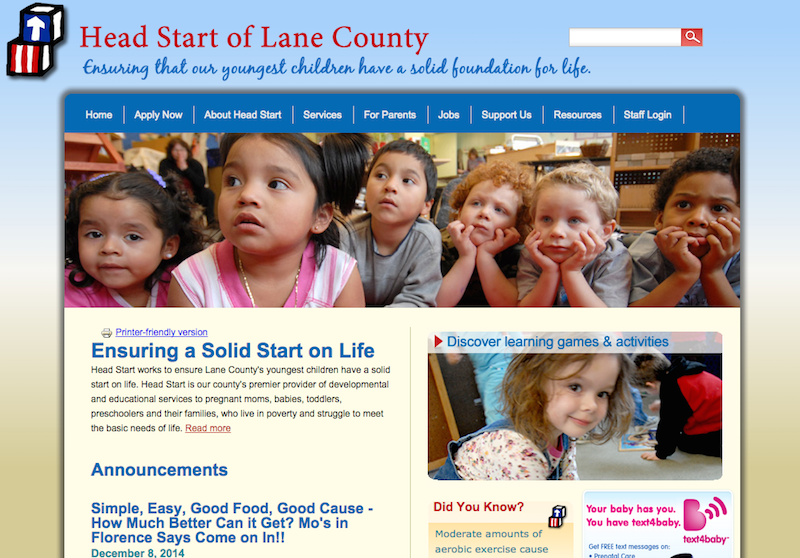 Head Start of Lane County
Ensuring that our youngest children have a solid foundation for life.
Home
Apply Now
About Head Start
Services
For Parents
Jobs
Support Us
Resources
Staff Login
Printer-friendly version
Ensuring a Solid Start on Life
Head Start works to ensure Lane County's youngest children have a solid
start on life. Head Start is our county's premier provider of developmental
and educational services to pregnant moms, babies, toddlers,
preschoolers and their families, who live in poverty and struggle to meet
the basic needs of life. Read more
Announcements
Simple, Easy, Good Food, Good Cause -
How Much Better Can it Get? Mo's in
Florence Says Come on In!!
December 8, 2014
Discover learning games & activities
Did You Know?
Moderate amounts of
aerobic exercise cause
Your baby has you.
You have text4baby.
text4baby
Get FREE text messages on:
• Prenatal Care